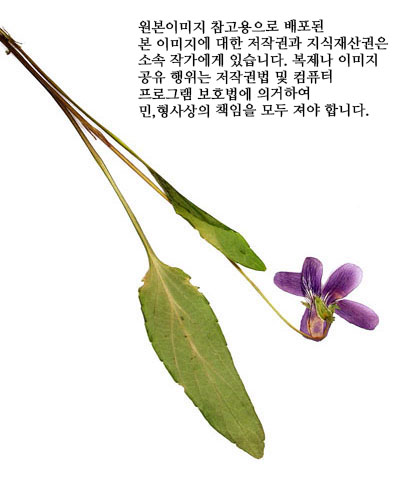 원본이미지 참고용으로 배포된
본 이미지에 대한 저작권과 지식재산권은
소속 작가에게 있습니다. 복제나 이미지
공유 행위는 저작권법 및 컴퓨터
프로그램 보호법에 의거하여
민,형사상의 책임을 모두 져야 합니다.